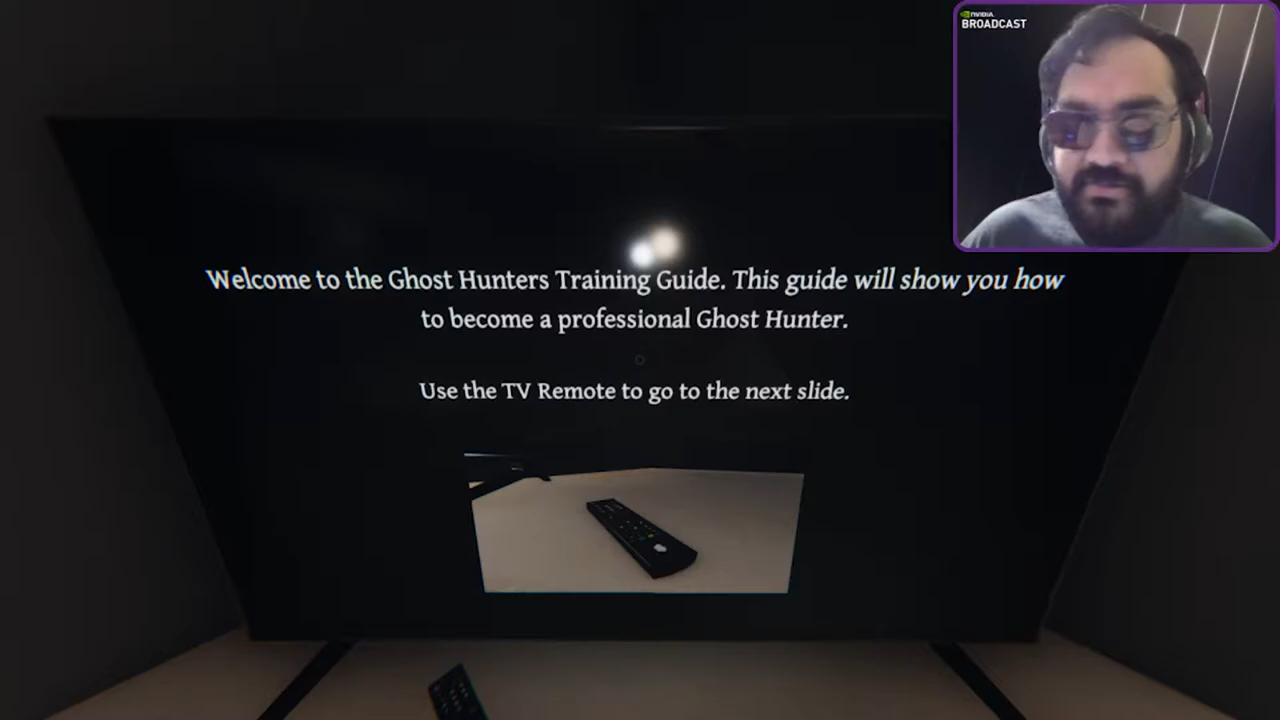 NVIDIA.
BROADCAST
Welcome to the Ghost Hunters Training Guide. This guide will show you how
to become a professional Ghost Hunter.
Use the TV Remote to go to the next slide.